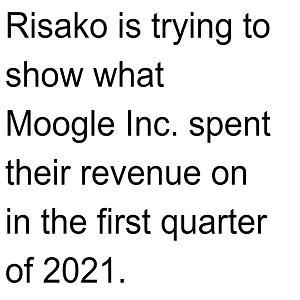 Risako is trying to
show what
Moogle Inc. spent
their revenue on
in the first quarter
of 2021.